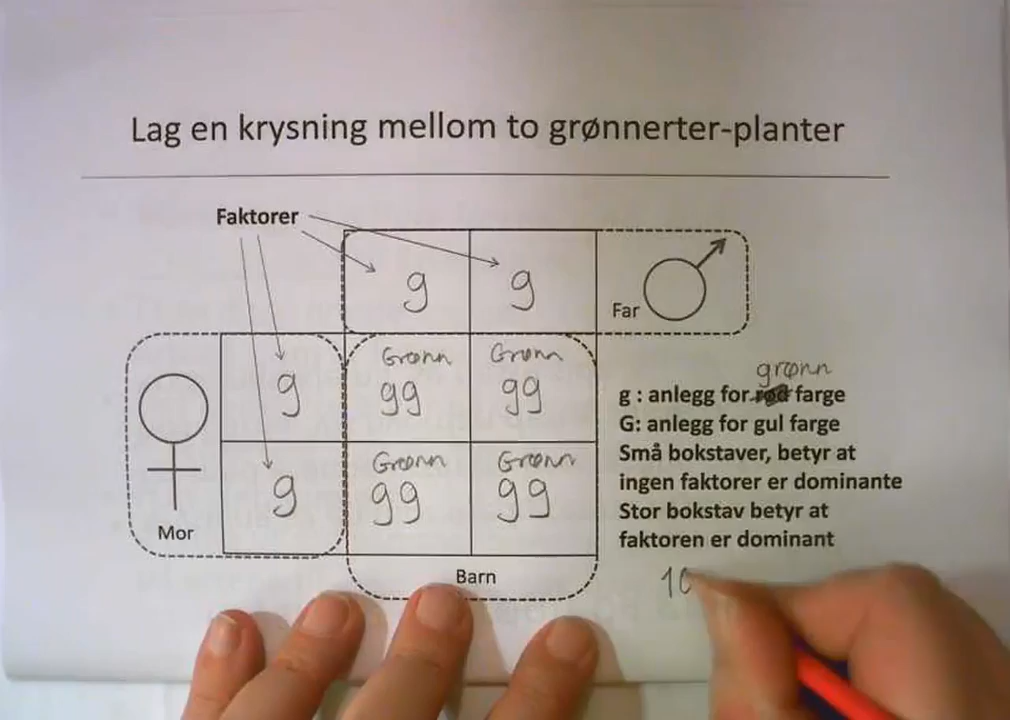 Lag en krysning mellom to grønnerter-planter
Faktorer
g g
Far
Grønn Grønn
g gg gg
Grønn Grønn
g gg gg
Mor
Barn
grønn
g : anlegg for rød farge
G: anlegg for gul farge
Små bokstaver, betyr at
ingen faktorer er dominante
Stor bokstav betyr at
faktoren er dominant
10